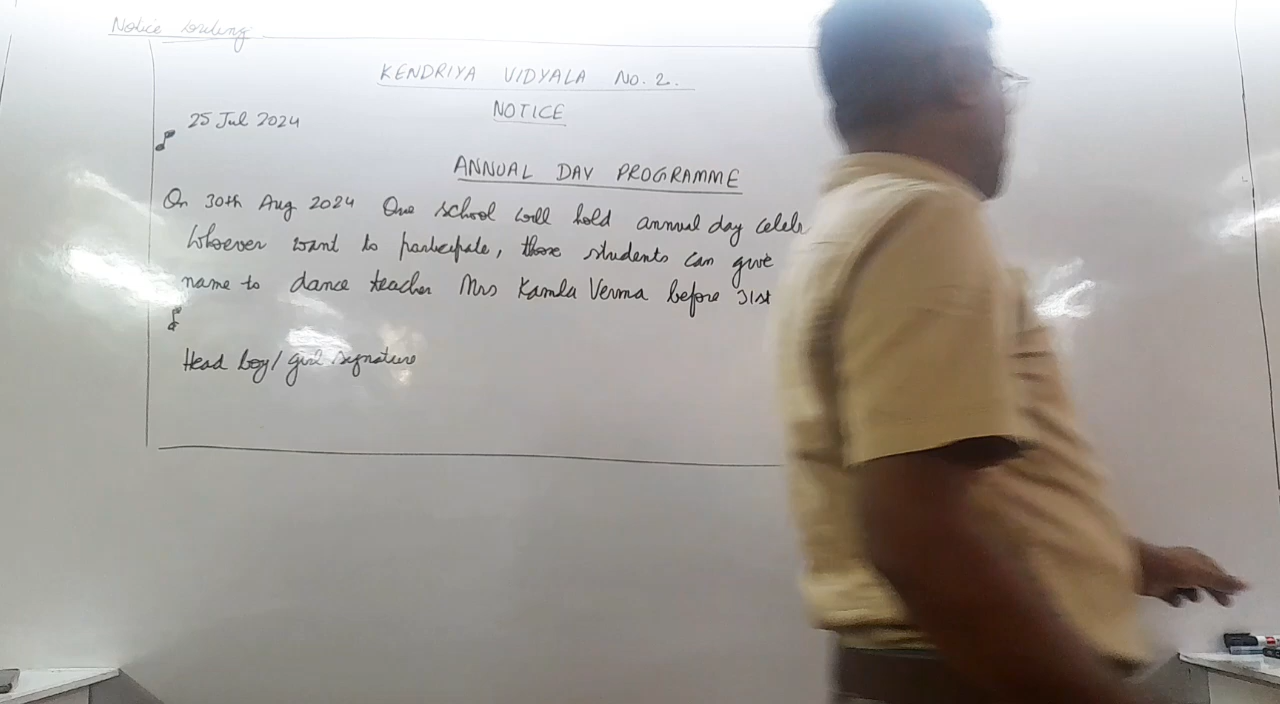 Notice writing
KENDRIYA VIDYALA No. 2.
NOTICE
25 Jul 2024
ANNUAL DAY PROGRAMME
On 30th Aug 2024 Our school will hold annual day celeb
Whoever want to participate, those students can give
name to dance teacher Mrs Kamla Verma before 31st
Head boy/ girl signature